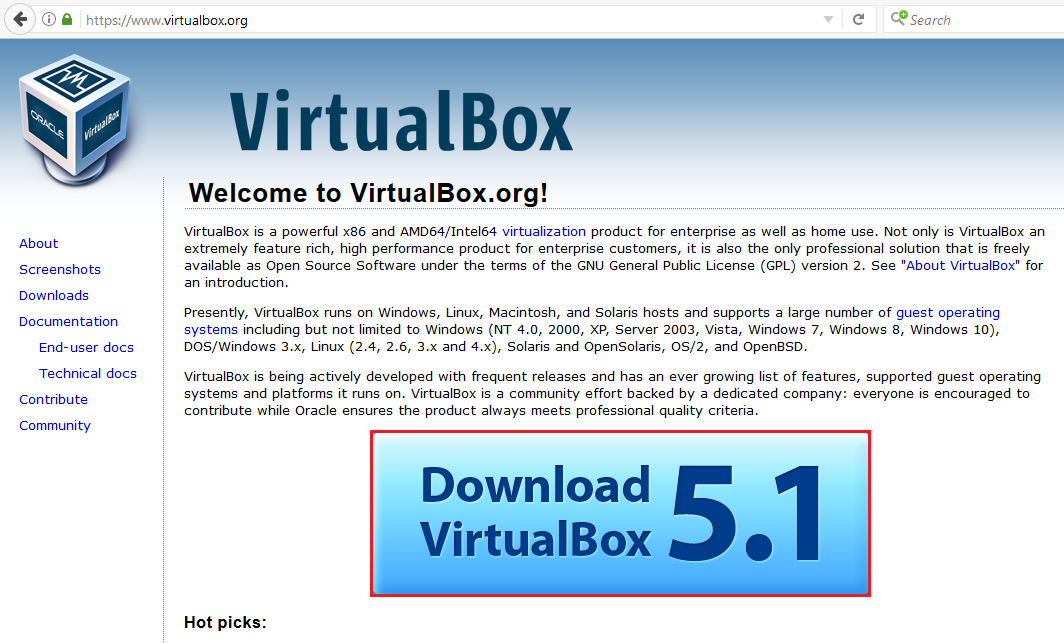 https://www.virtualbox.org
Search
ORACLE
VirtualBox
VirtualBox
Welcome to VirtualBox.org!
About
Screenshots
Downloads
Documentation
End-user docs
Technical docs
Contribute
Community
VirtualBox is a powerful x86 and AMD64/Intel64 virtualization product for enterprise as well as home use. Not only is VirtualBox an
extremely feature rich, high performance product for enterprise customers, it is also the only professional solution that is freely
available as Open Source Software under the terms of the GNU General Public License (GPL) version 2. See "About VirtualBox" for
an introduction.
Presently, VirtualBox runs on Windows, Linux, Macintosh, and Solaris hosts and supports a large number of guest operating
systems including but not limited to Windows (NT 4.0, 2000, XP, Server 2003, Vista, Windows 7, Windows 8, Windows 10),
DOS/Windows 3.x, Linux (2.4, 2.6, 3.x and 4.x), Solaris and OpenSolaris, OS/2, and OpenBSD.
VirtualBox is being actively developed with frequent releases and has an ever growing list of features, supported guest operating
systems and platforms it runs on. VirtualBox is a community effort backed by a dedicated company: everyone is encouraged to
contribute while Oracle ensures the product always meets professional quality criteria.
Download
VirtualBox 5.1
Hot picks: